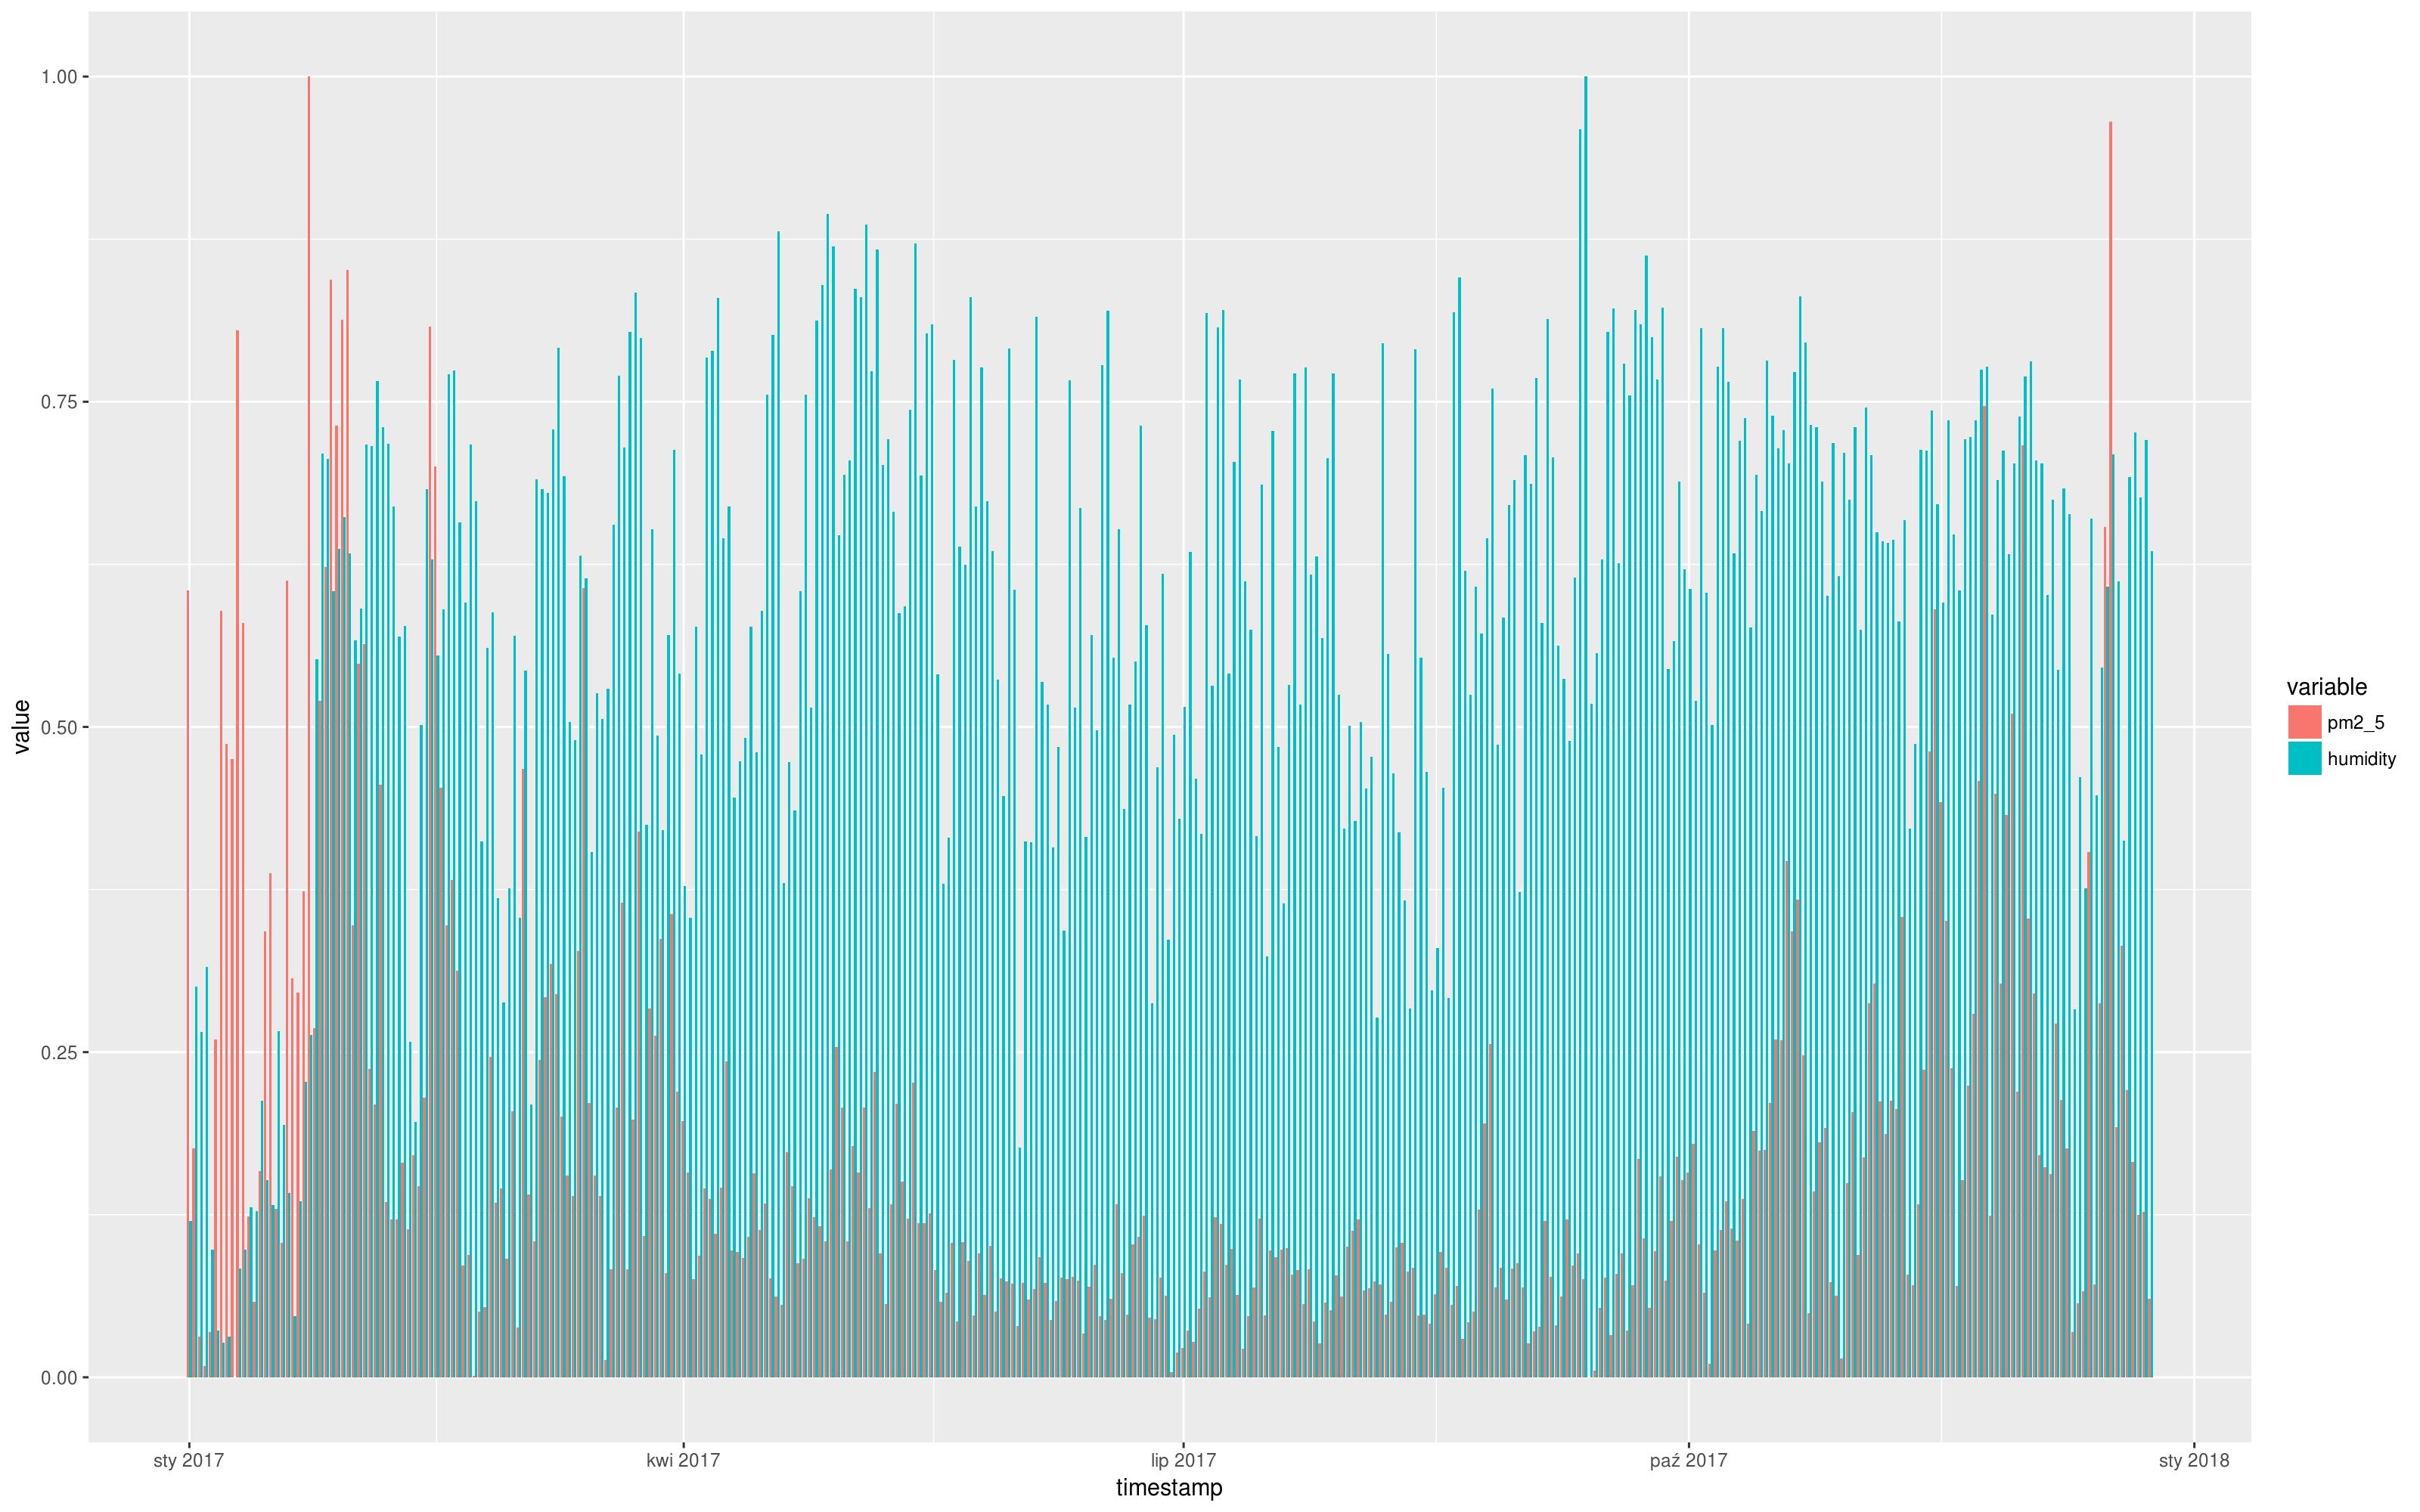 1.00
0.75
0.50
0.25
0.00
value
sty 2017
kwi 2017
lip 2017
paź 2017
sty 2018
timestamp
variable
pm2_5
humidity